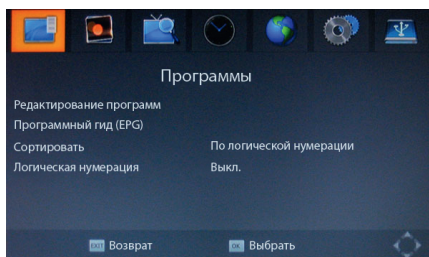 Программы
Редактирование программ
Программный гид (EPG)
Сортировать По логической нумерации
Логическая нумерация Выкл.
EXIT Возврат OK Выбрать